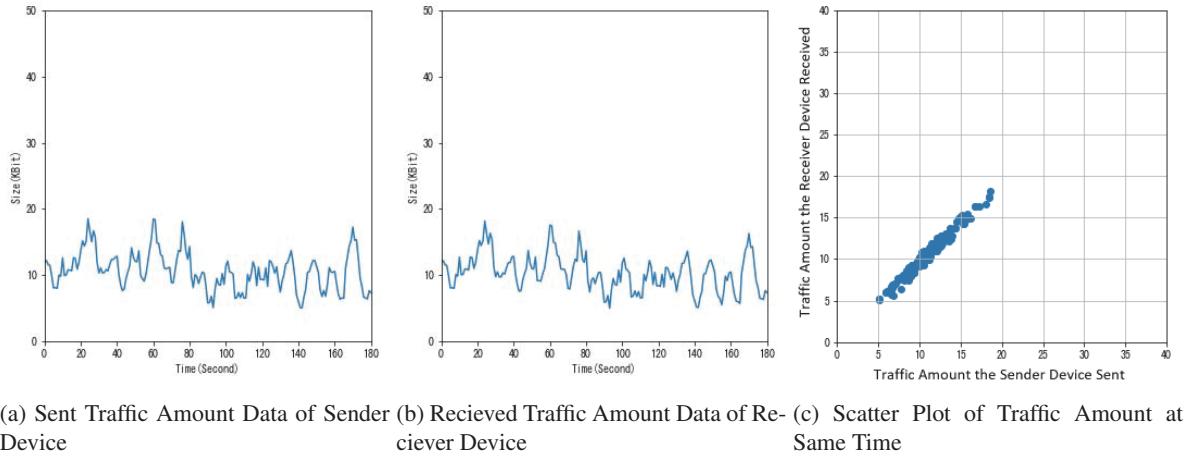 50
40
30
20
10
0
Size(KBit)
0 20 40 60 80 100 120 140 160 180
Time(Second)
50
40
30
20
10
0
Size(KBit)
0 20 40 60 80 100 120 140 160 180
Time(Second)
40
35
30
25
20
15
10
5
0
Traffic Amount the Receiver Device Received
0 5 10 15 20 25 30 35 40
Traffic Amount the Sender Device Sent
(a) Sent Traffic Amount Data of Sender
Device
(b) Recieved Traffic Amount Data of Re-
ciever Device
(c) Scatter Plot of Traffic Amount at
Same Time